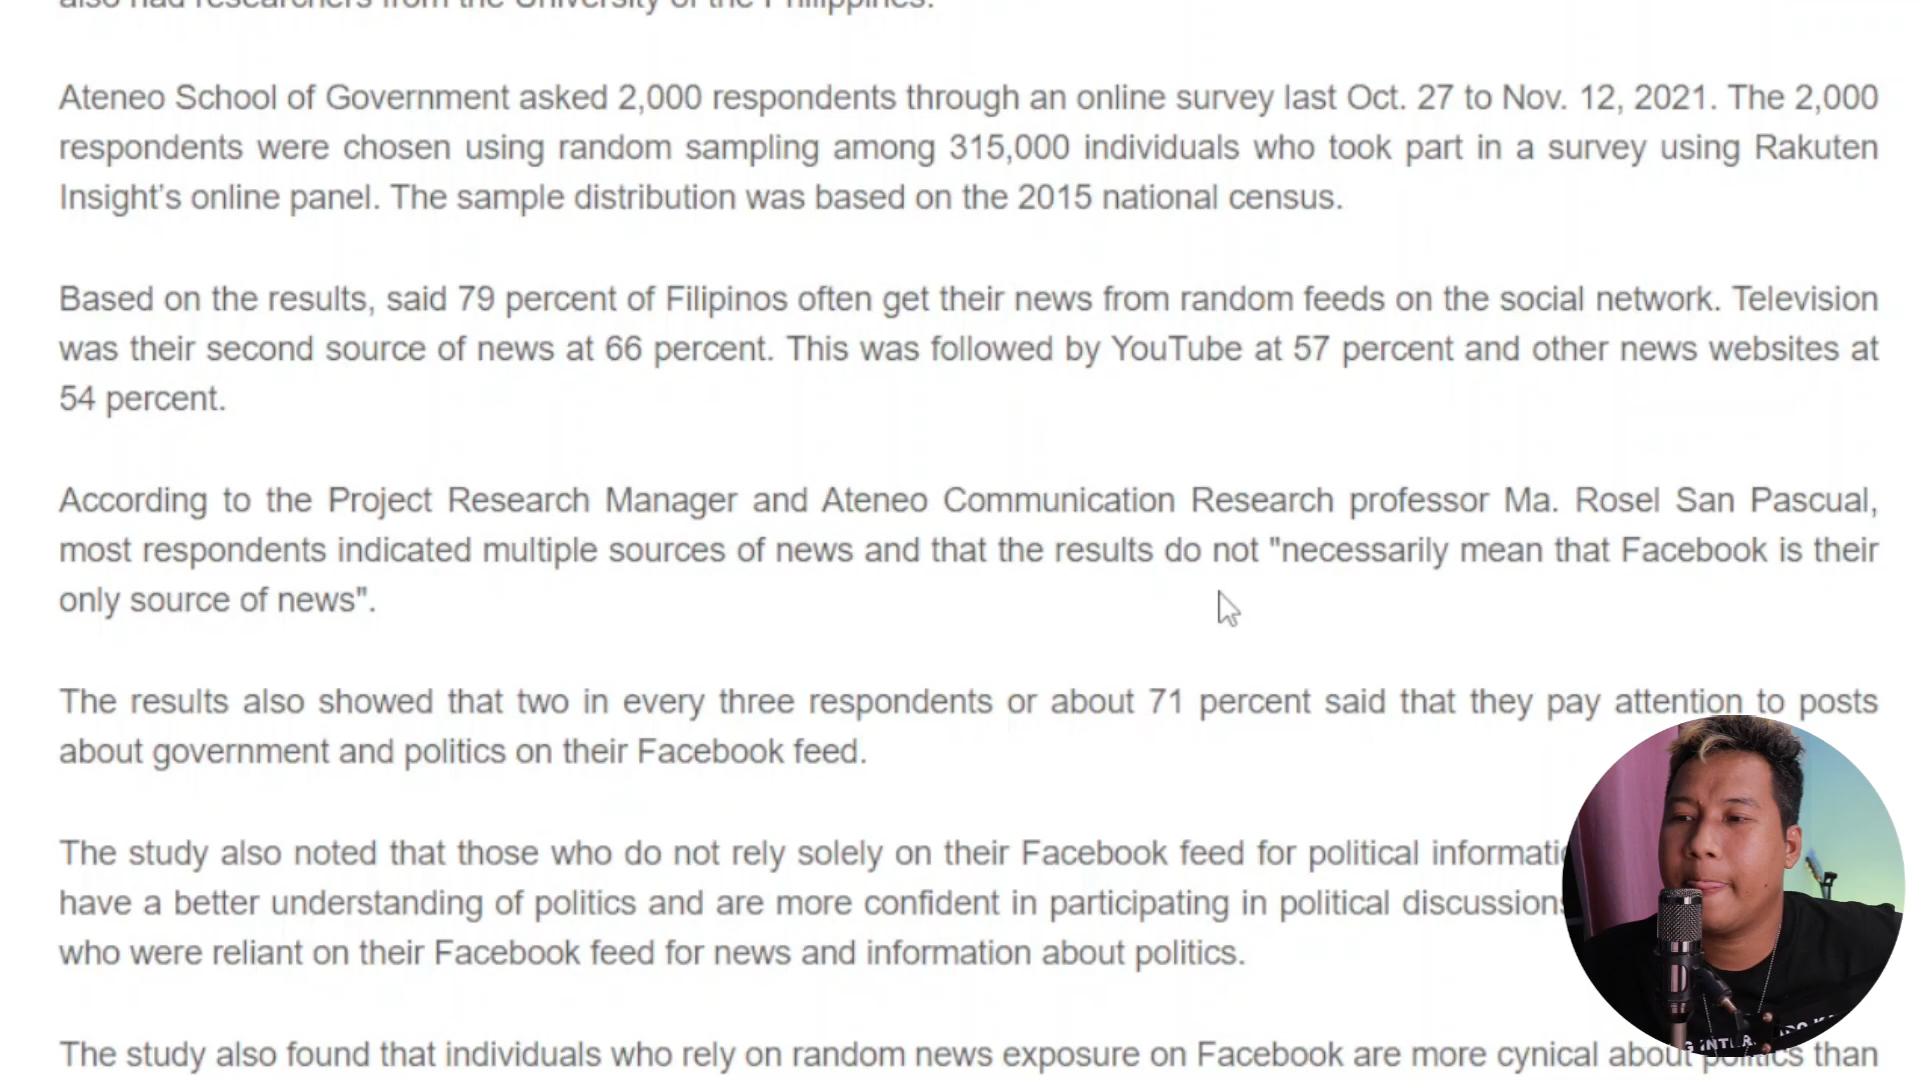 also had researchers from the University of the Philippines.
Ateneo School of Government asked 2,000 respondents through an online survey last Oct. 27 to Nov. 12, 2021. The 2,000
respondents were chosen using random sampling among 315,000 individuals who took part in a survey using Rakuten
Insight's online panel. The sample distribution was based on the 2015 national census.
Based on the results, said 79 percent of Filipinos often get their news from random feeds on the social network. Television
was their second source of news at 66 percent. This was followed by YouTube at 57 percent and other news websites at
54 percent.
According to the Project Research Manager and Ateneo Communication Research professor Ma. Rosel San Pascual,
most respondents indicated multiple sources of news and that the results do not "necessarily mean that Facebook is their
only source of news".
The results also showed that two in every three respondents or about 71 percent said that they pay attention to posts
about government and politics on their Facebook feed.
The study also noted that those who do not rely solely on their Facebook feed for political
have a better understanding of politics and are more confident in participating in political discussions
who were reliant on their Facebook feed for news and information about politics.
The study also found that individuals who rely on random news exposure on Facebook are more cynical about politics than